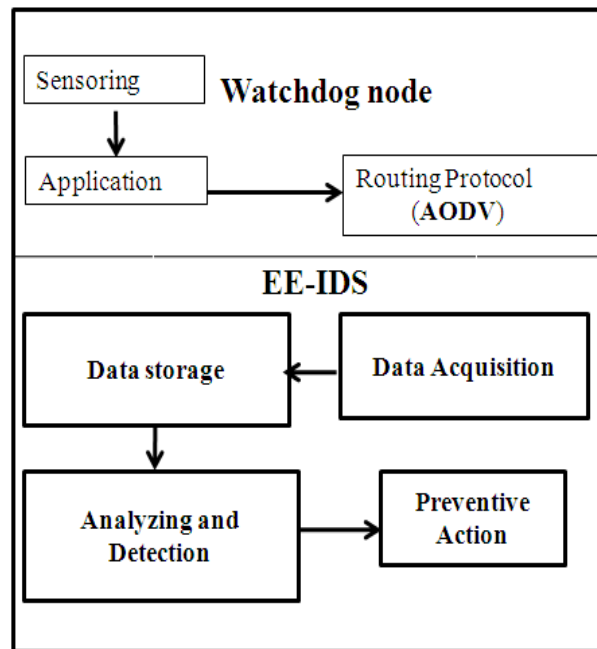 Sensoring
Watchdog node
Application
Routing Protocol
(AODV)
EE-IDS
Data storage
Data Acquisition
Analyzing and
Detection
Preventive
Action